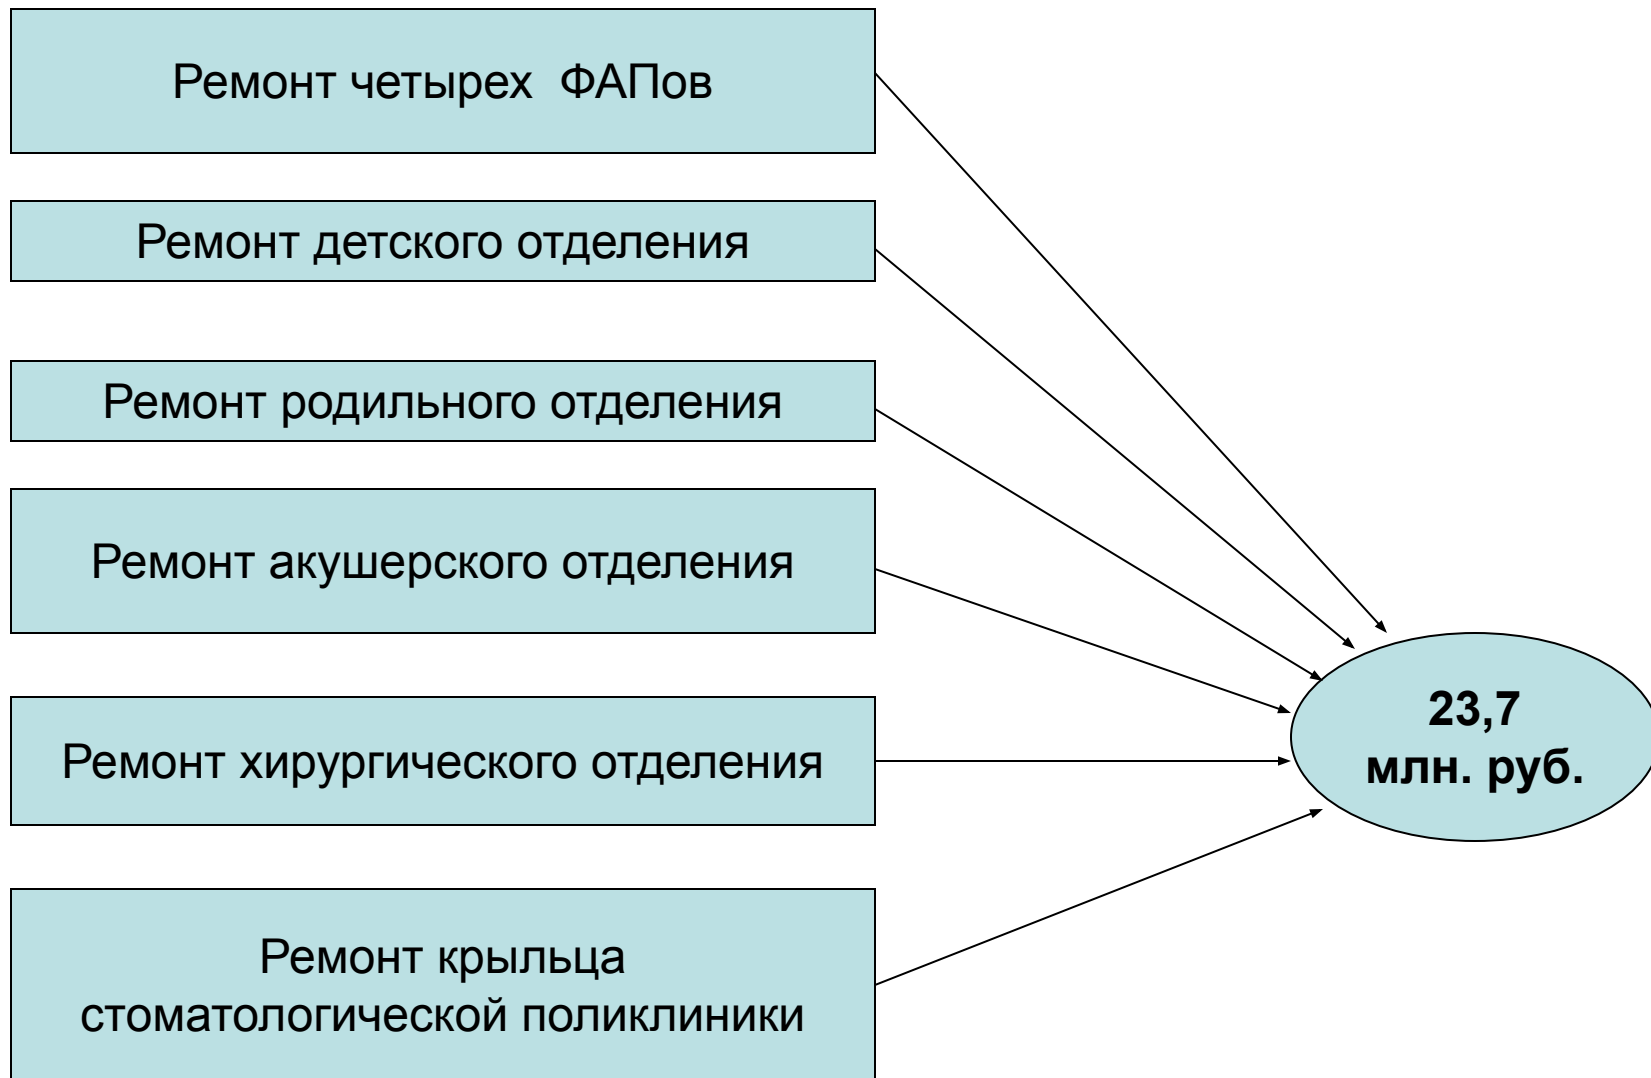 Ремонт четырех ФАПов
Ремонт детского отделения
Ремонт родильного отделения
Ремонт акушерского отделения
Ремонт хирургического отделения
23,7
млн. руб.
Ремонт крыльца
стоматологической поликлиники